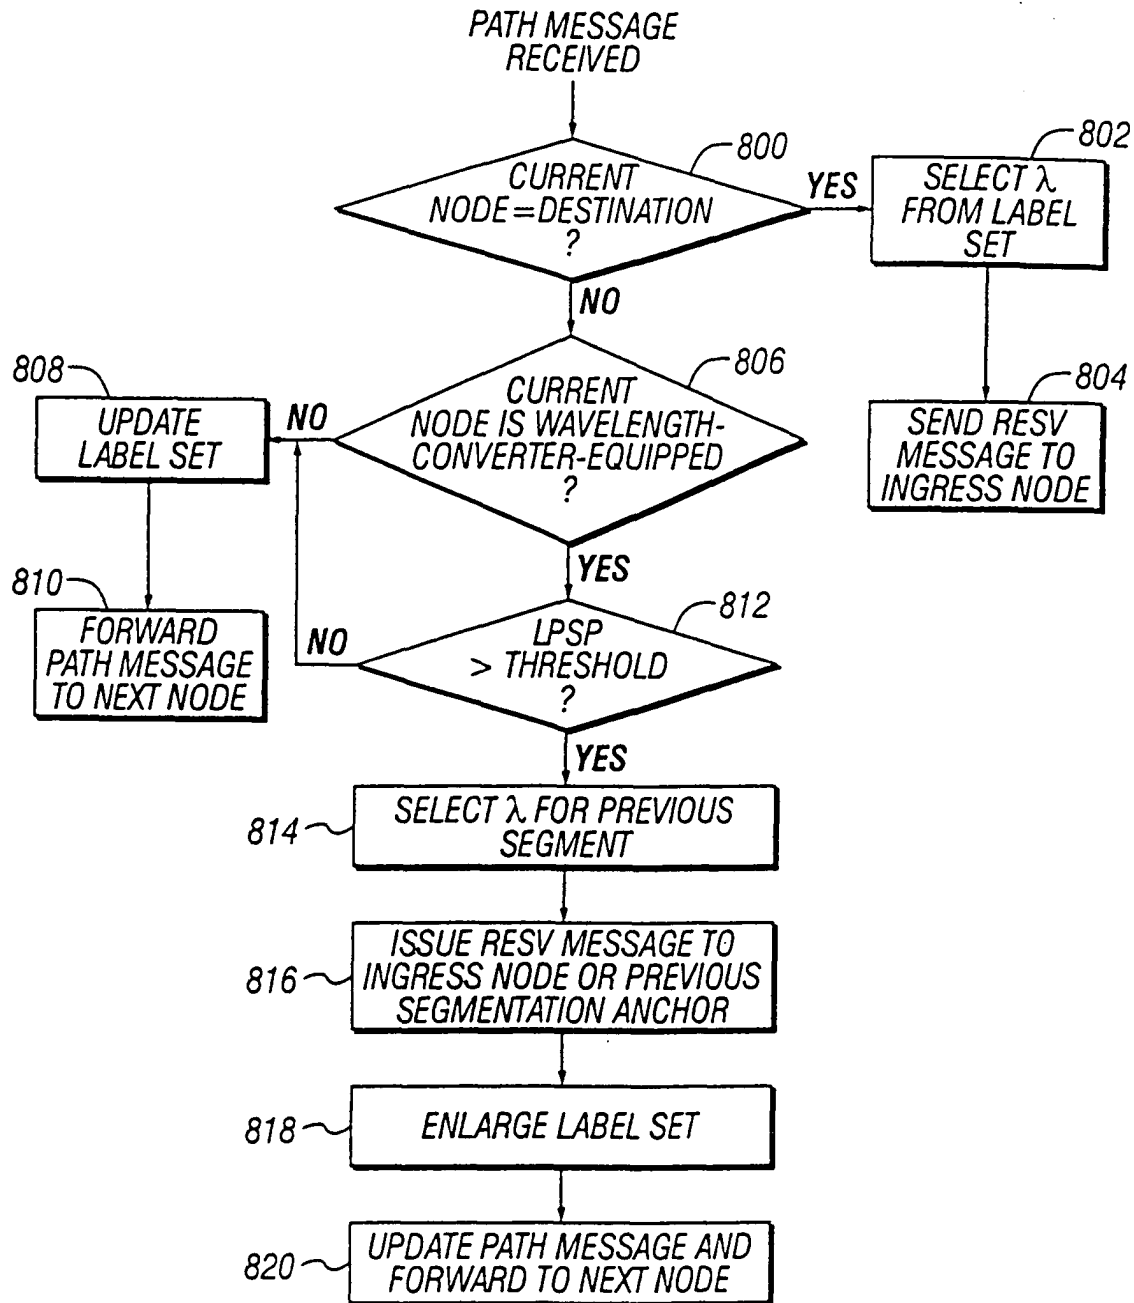 PATH MESSAGE
RECEIVED
800
CURRENT
NODE=DESTINATION
?
YES
802
SELECT λ
FROM LABEL
SET
NO
804
SEND RESV
MESSAGE TO
INGRESS NODE
806
CURRENT
NODE IS WAVELENGTH-
CONVERTER-EQUIPPED
?
NO
808
UPDATE
LABEL SET
810
FORWARD
PATH MESSAGE
TO NEXT NODE
YES
812
LPSP
> THRESHOLD
?
NO
YES
814
SELECT λ FOR PREVIOUS
SEGMENT
816
ISSUE RESV MESSAGE TO
INGRESS NODE OR PREVIOUS
SEGMENTATION ANCHOR
818
ENLARGE LABEL SET
820
UPDATE PATH MESSAGE AND
FORWARD TO NEXT NODE